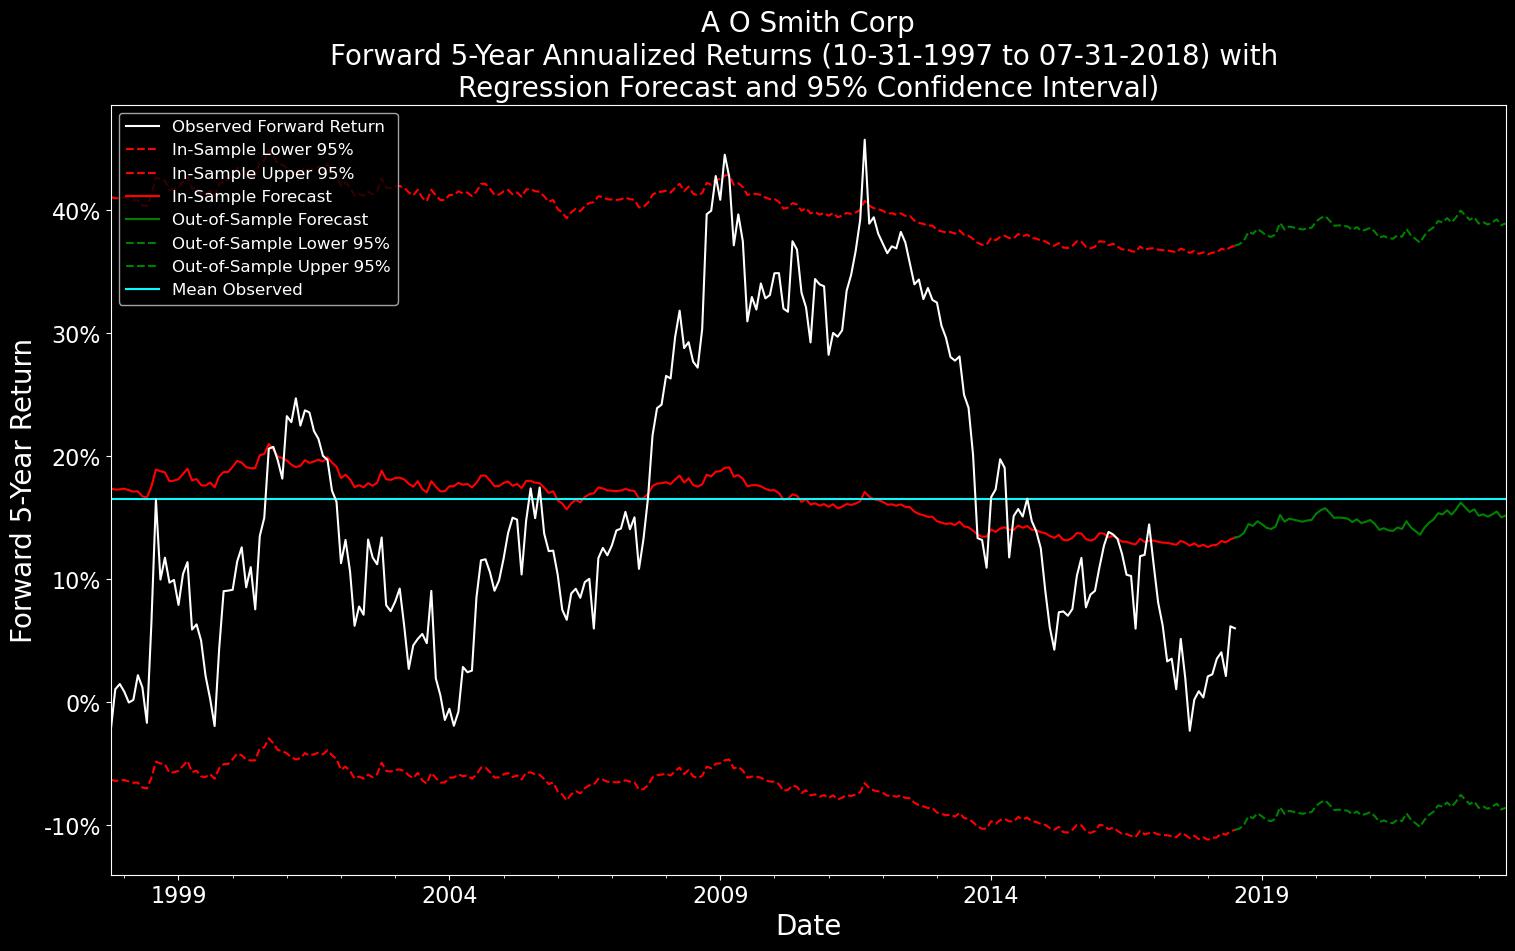 A O Smith Corp
Forward 5-Year Annualized Returns (10-31-1997 to 07-31-2018) with
Regression Forecast and 95% Confidence Interval)
Observed Forward Return
In-Sample Lower 95%
In-Sample Upper 95%
In-Sample Forecast
Out-of-Sample Forecast
Out-of-Sample Lower 95%
Out-of-Sample Upper 95%
Mean Observed
Forward 5-Year Return
40%
30%
20%
10%
0%
-10%
1999
2004
2009
2014
2019
Date